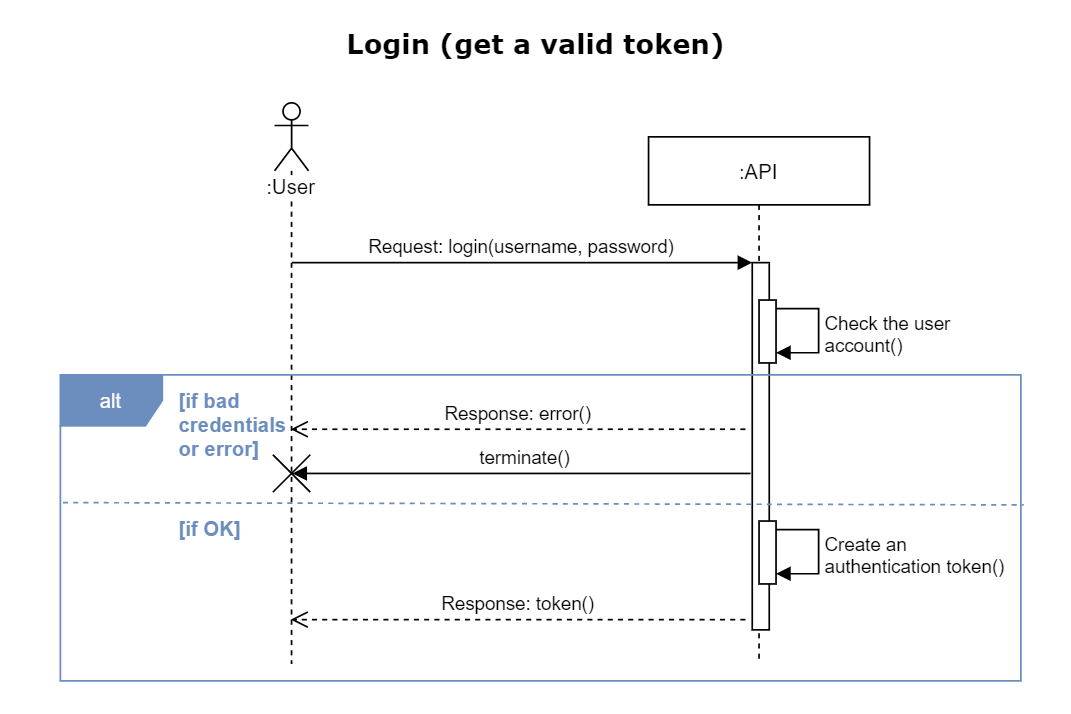 Login (get a valid token)
:User
:API
Request: login(username, password)
Check the user
account()
alt
[if bad
credentials
or error]
Response: error()
terminate()
[if OK]
Create an
authentication token()
Response: token()